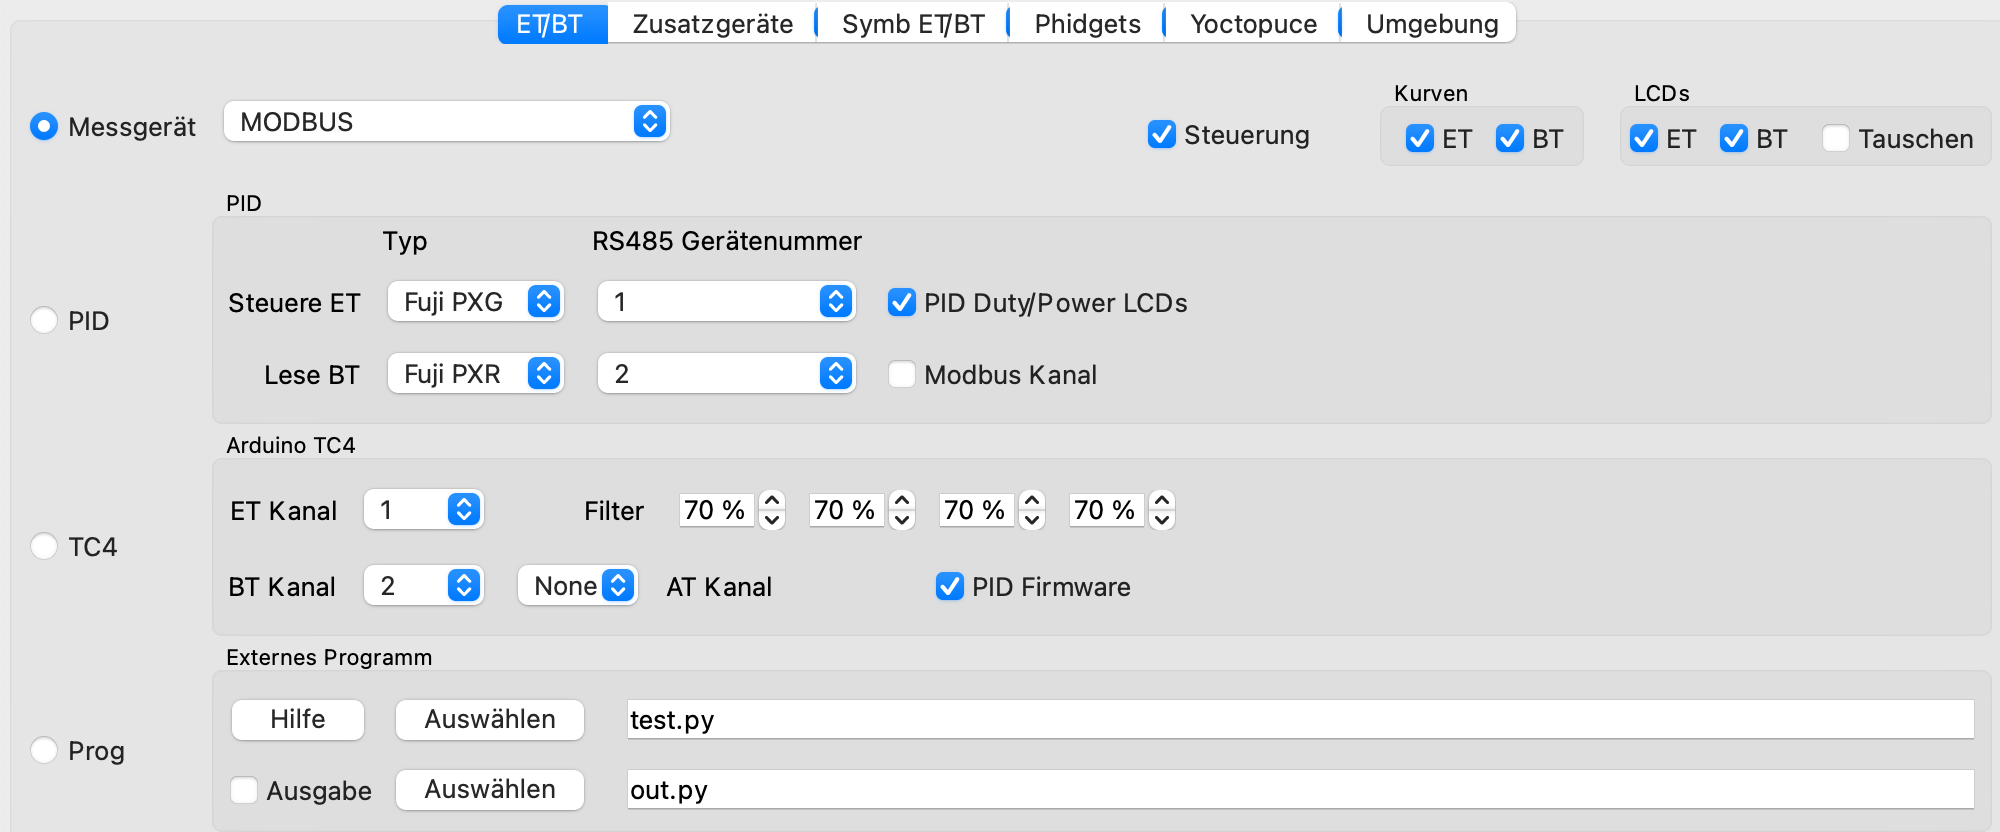 ET/BT Zusatzgeräte Symb ET/BT Phidgets Yoctopuce Umgebung
Kurven LCDs
Messgerät MODBUS Steuerung ET BT ET BT Tauschen
PID
Typ RS485 Gerätenummer
Steuere ET Fuji PXG 1 PID Duty/Power LCDs
PID
Lese BT Fuji PXR 2 Modbus Kanal
Arduino TC4
ET Kanal 1 Filter 70 % 70 % 70 % 70 %
TC4
BT Kanal 2 None AT Kanal PID Firmware
Externes Programm
Hilfe Auswählen test.py
Prog
Ausgabe Auswählen out.py